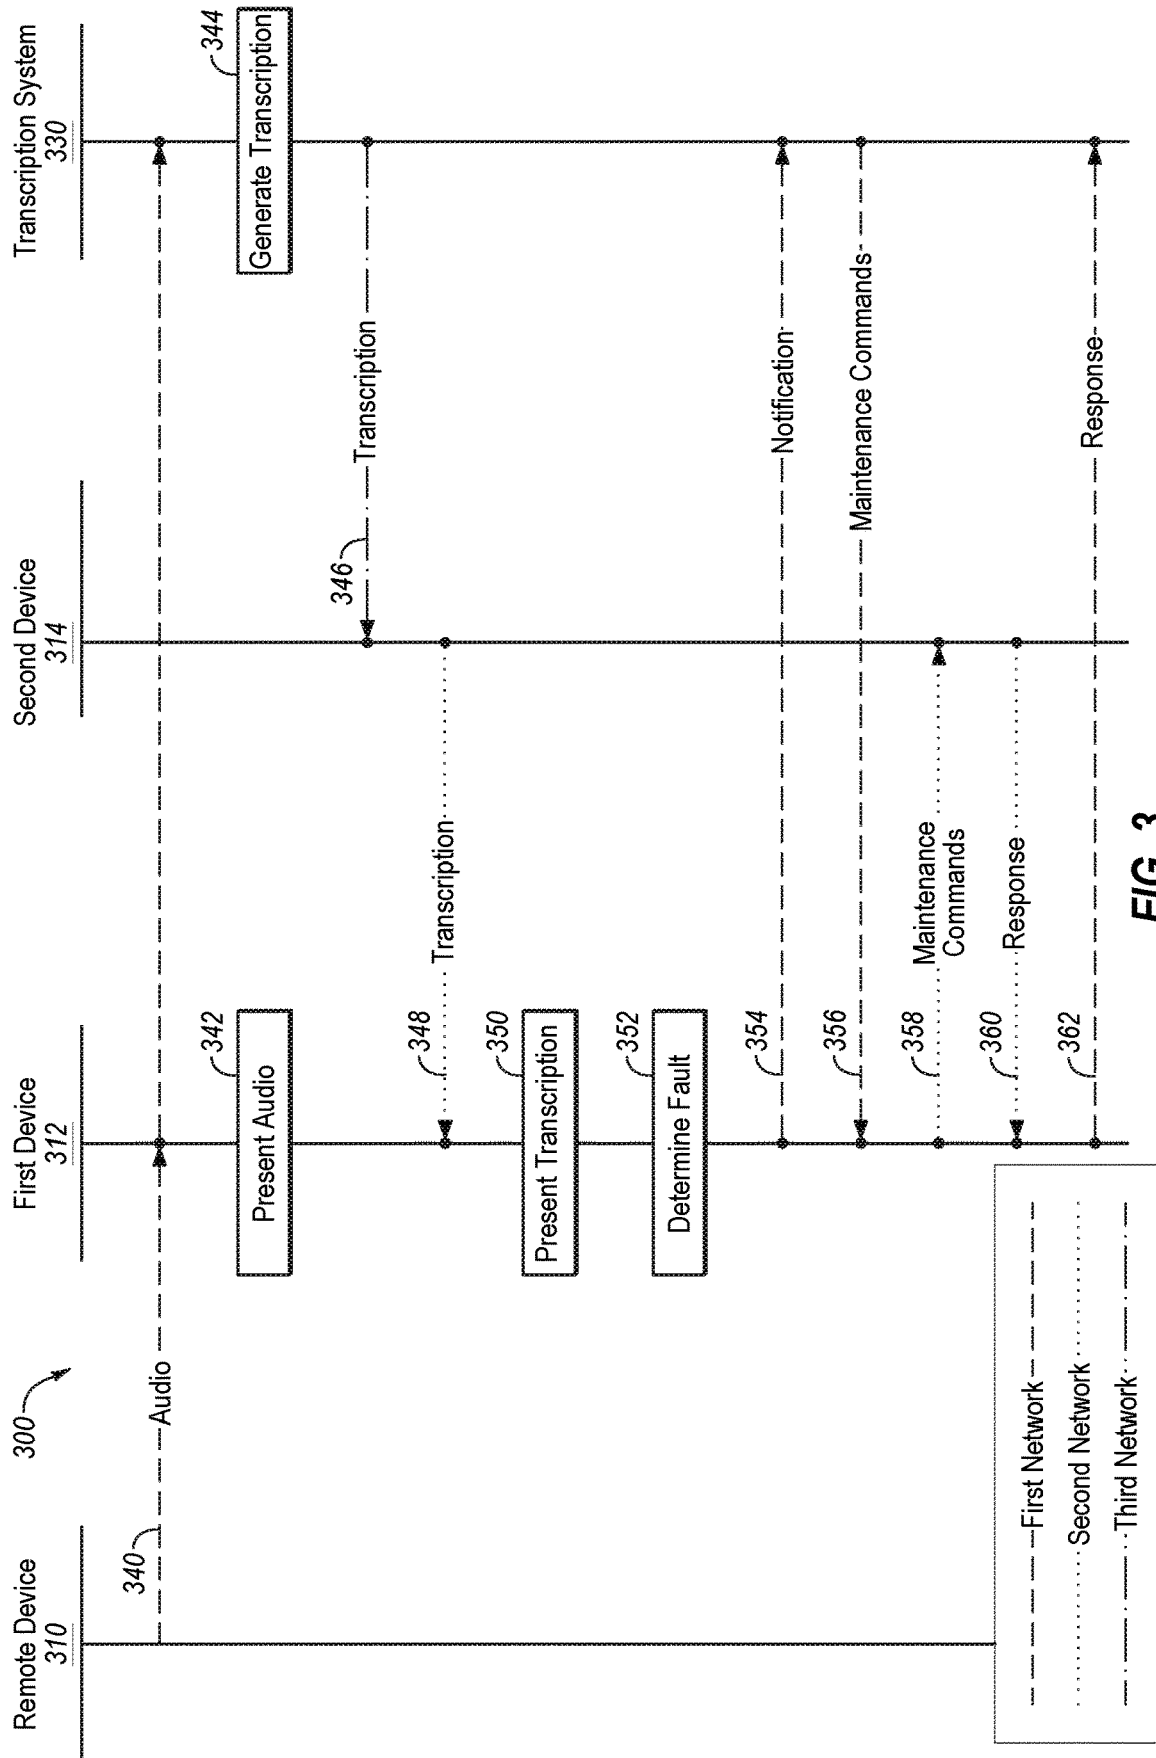 300
Remote Device
310
First Device
312
Second Device
314
Transcription System
330
340
Audio
342
Present Audio
344
Generate Transcription
346
Transcription
348
Transcription
350
Present Transcription
352
Determine Fault
354
Notification
356
Maintenance Commands
358
Maintenance
Commands
360
Response
362
Response
First Network
Second Network
Third Network
FIG. 3